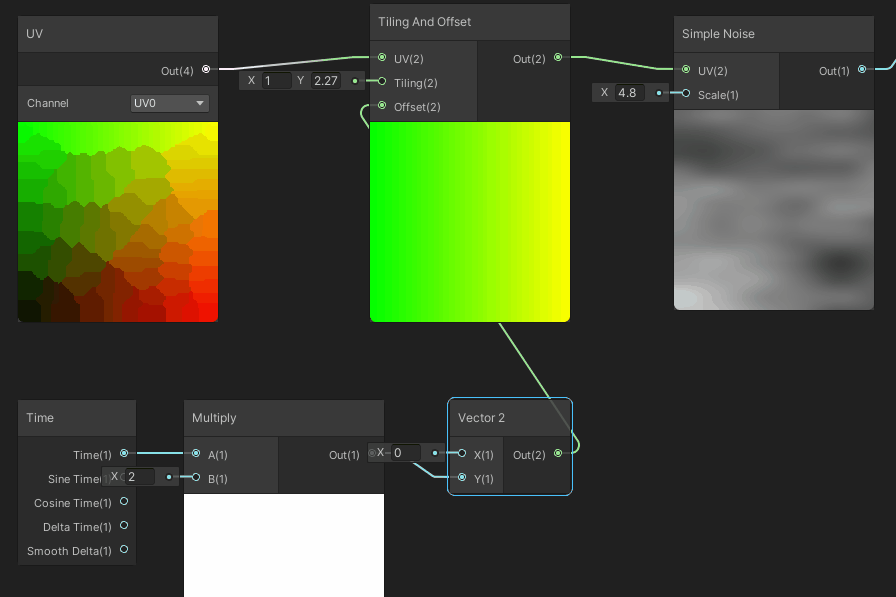 UV
Out(4)
Channel
UV0
Tiling And Offset
UV(2)
Out(2)
X 1 Y 2.27
Tiling(2)
Offset(2)
Simple Noise
UV(2)
Out(1)
X 4.8
Scale(1)
Time
Time(1)
Sine Time(1)
Cosine Time(1)
Delta Time(1)
Smooth Delta(1)
Multiply
A(1)
Out(1)
X 2
B(1)
Vector 2
X 0
X(1)
Out(2)
Y(1)